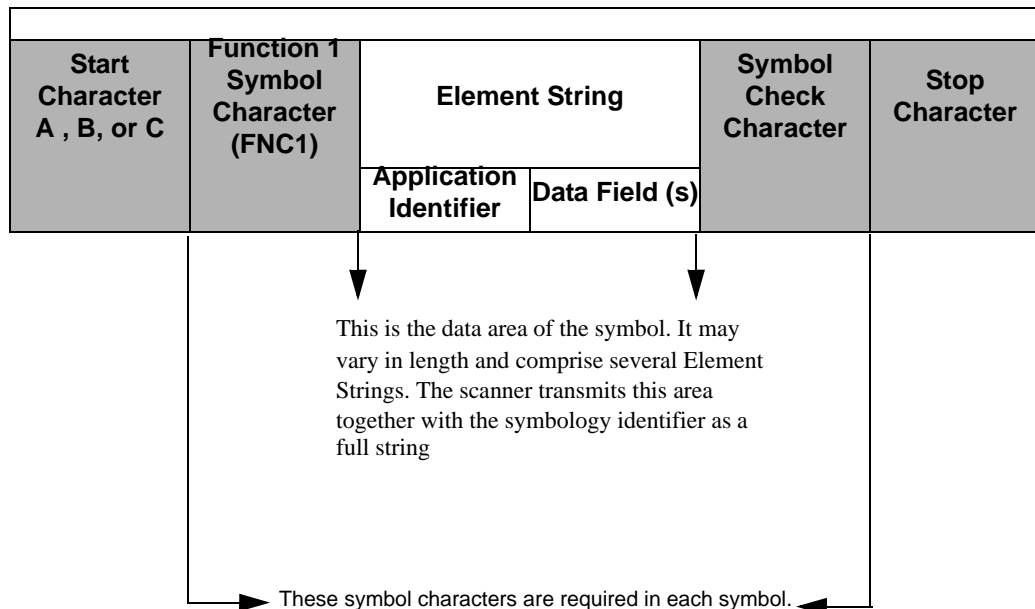 Start
Character
A , B, or C
Function 1
Symbol
Character
(FNC1)
Element String
Application
Identifier
Data Field (s)
Symbol
Check
Character
Stop
Character
This is the data area of the symbol. It may
vary in length and comprise several Element
Strings. The scanner transmits this area
together with the symbology identifier as a
full string
These symbol characters are required in each symbol.